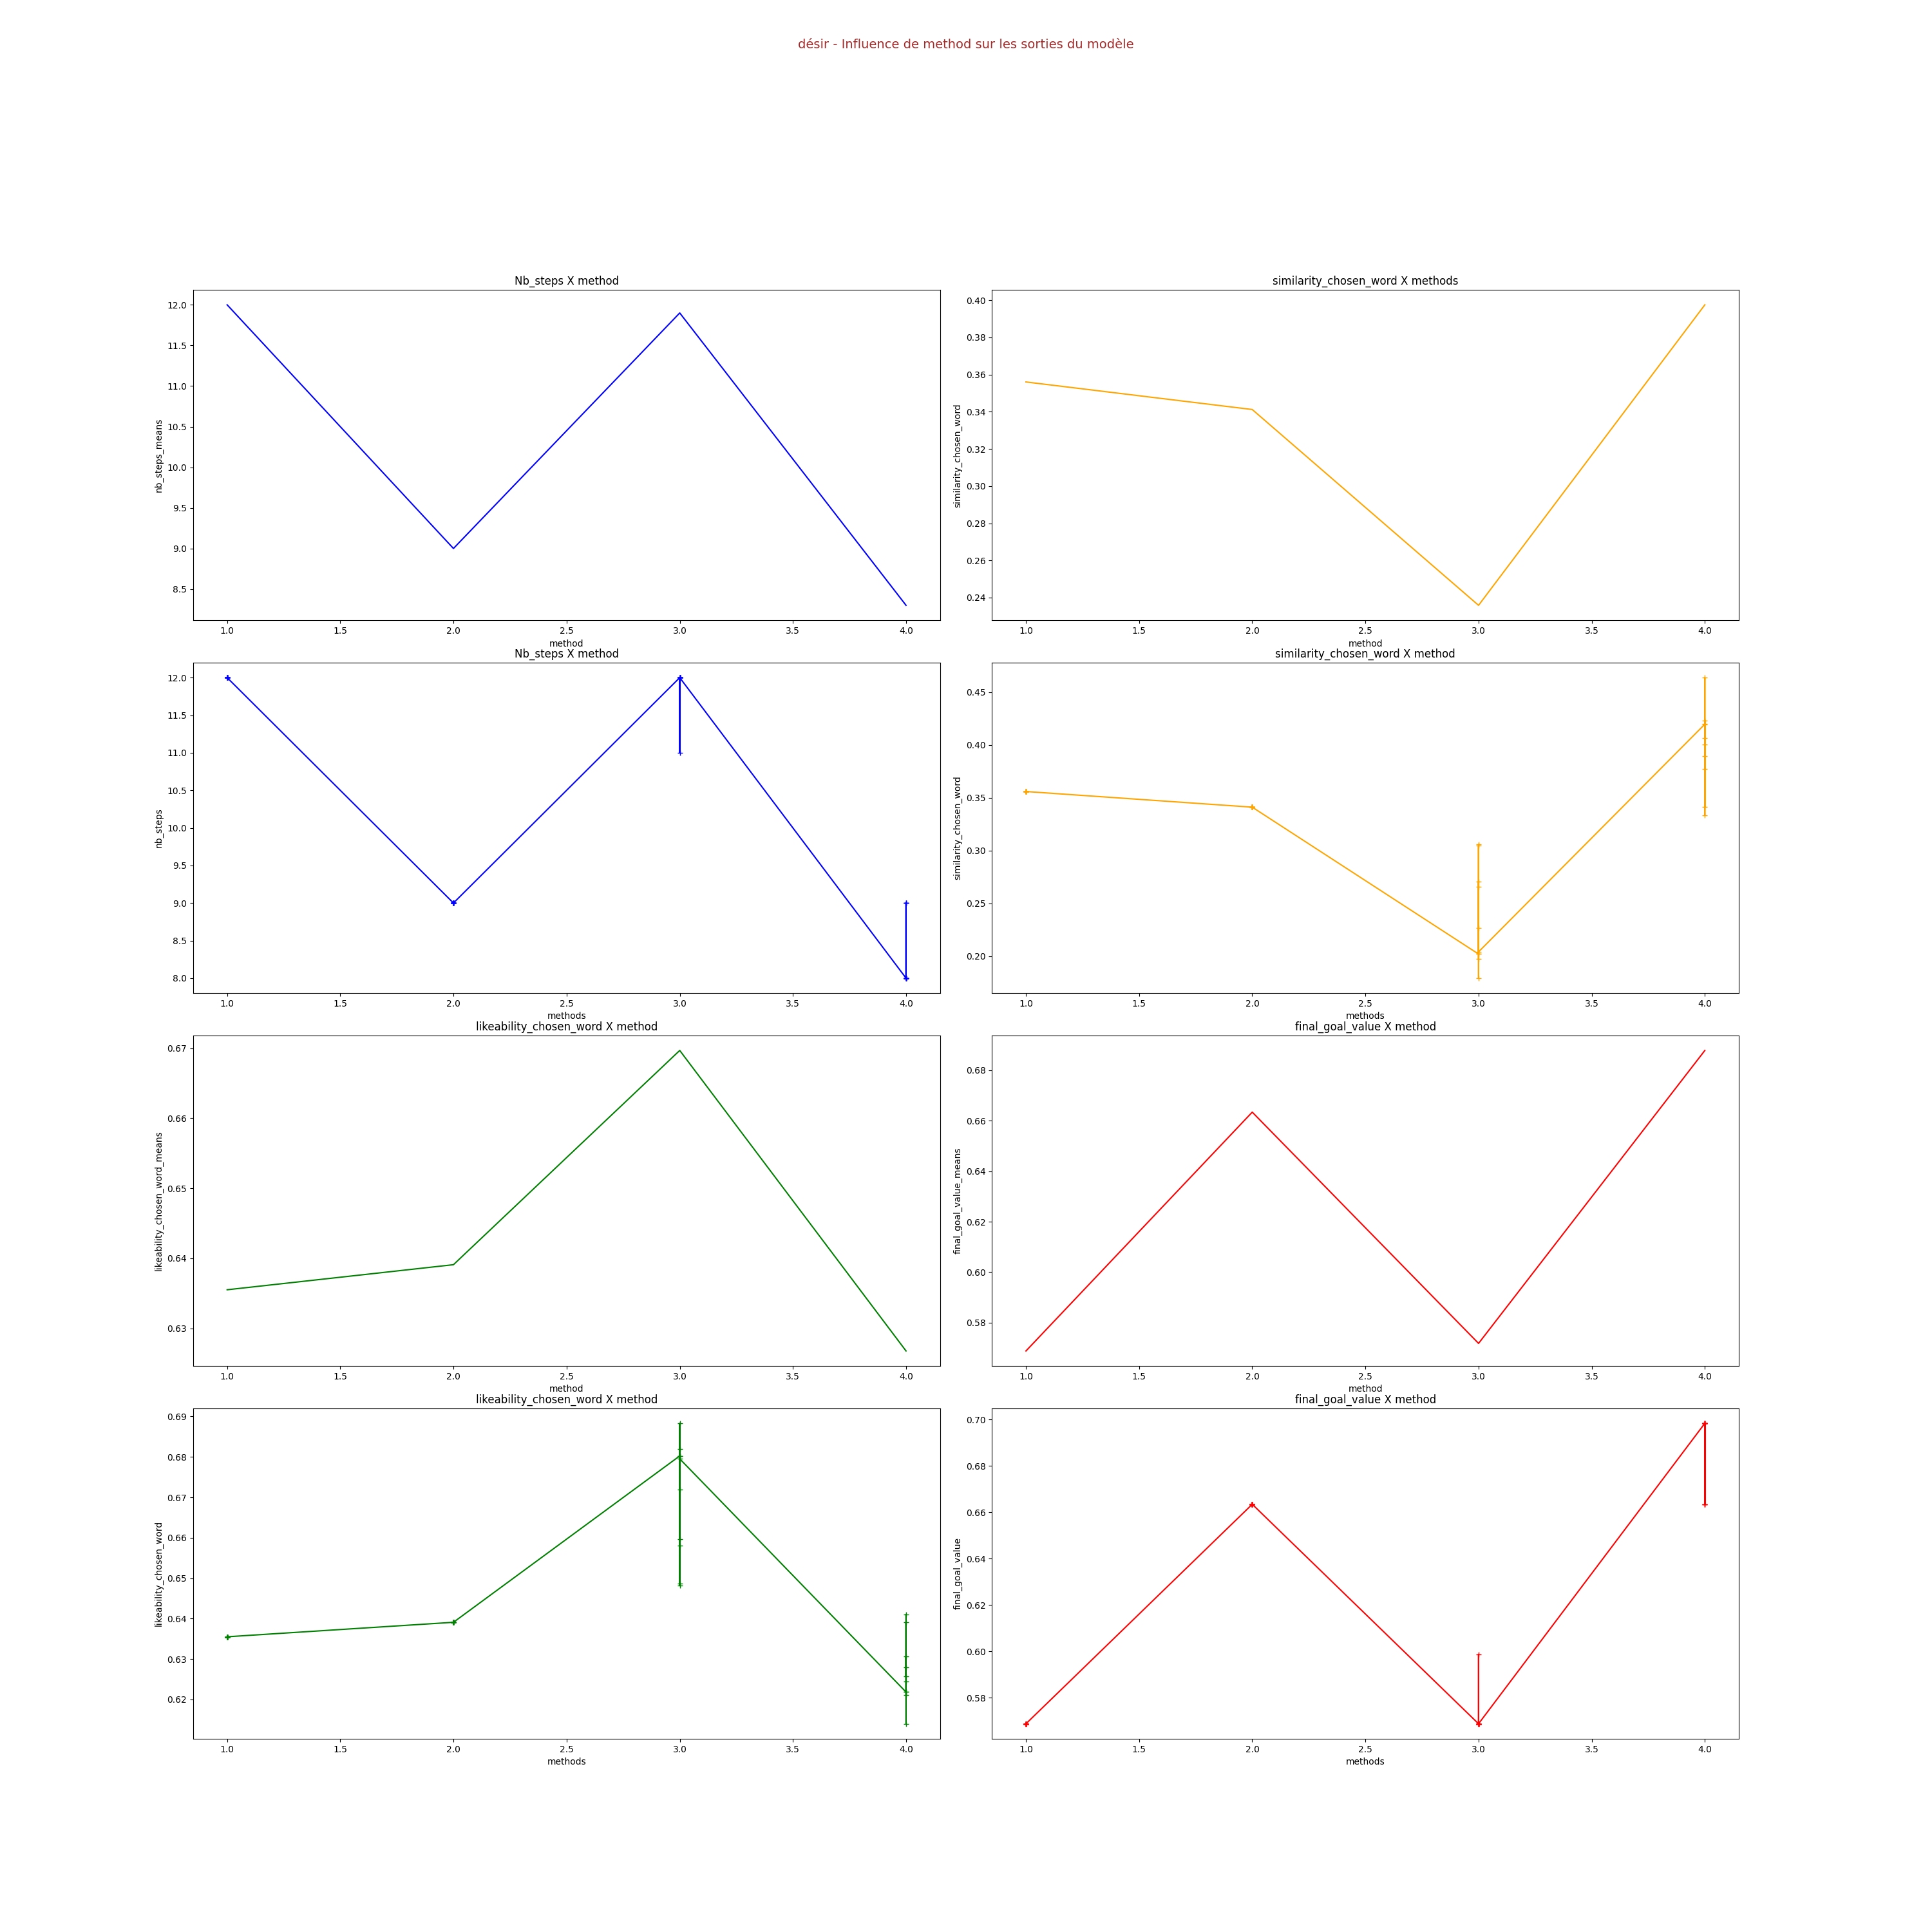 désir - Influence de method sur les sorties du modèle
Nb_steps X method
nb_steps_means
12.0
11.5
11.0
10.5
10.0
9.5
9.0
8.5
1.0 1.5 2.0 2.5 3.0 3.5 4.0
method
similarity_chosen_word X methods
similarity_chosen_word
0.40
0.38
0.36
0.34
0.32
0.30
0.28
0.26
0.24
1.0 1.5 2.0 2.5 3.0 3.5 4.0
method
Nb_steps X method
nb_steps
12.0
11.5
11.0
10.5
10.0
9.5
9.0
8.5
8.0
1.0 1.5 2.0 2.5 3.0 3.5 4.0
methods
similarity_chosen_word X method
similarity_chosen_word
0.45
0.40
0.35
0.30
0.25
0.20
1.0 1.5 2.0 2.5 3.0 3.5 4.0
methods
likeability_chosen_word X method
likeability_chosen_word_means
0.67
0.66
0.65
0.64
0.63
1.0 1.5 2.0 2.5 3.0 3.5 4.0
method
final_goal_value X method
final_goal_value_means
0.68
0.66
0.64
0.62
0.60
0.58
1.0 1.5 2.0 2.5 3.0 3.5 4.0
method
likeability_chosen_word X method
likeability_chosen_word
0.69
0.68
0.67
0.66
0.65
0.64
0.63
0.62
1.0 1.5 2.0 2.5 3.0 3.5 4.0
methods
final_goal_value X method
final_goal_value
0.70
0.68
0.66
0.64
0.62
0.60
0.58
1.0 1.5 2.0 2.5 3.0 3.5 4.0
methods